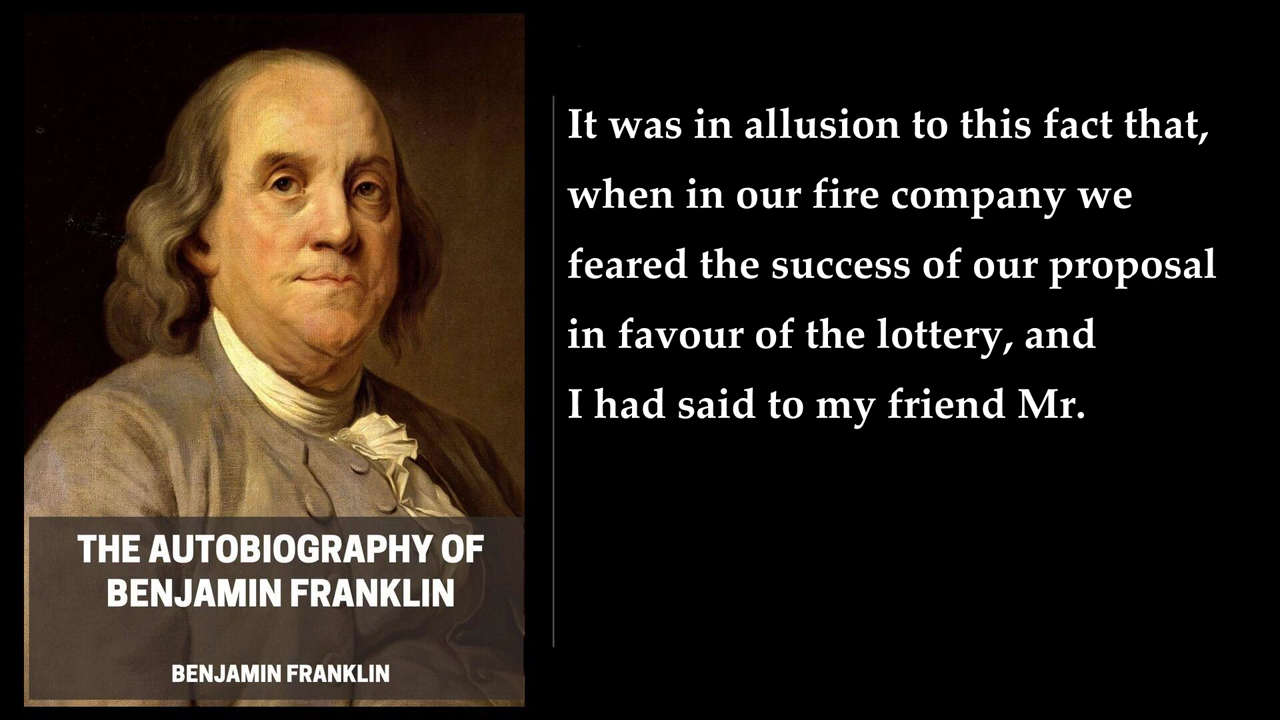 THE AUTOBIOGRAPHY OF
BENJAMIN FRANKLIN
BENJAMIN FRANKLIN
It was in allusion to this fact that,
when in our fire company we
feared the success of our proposal
in favour of the lottery, and
I had said to my friend Mr.